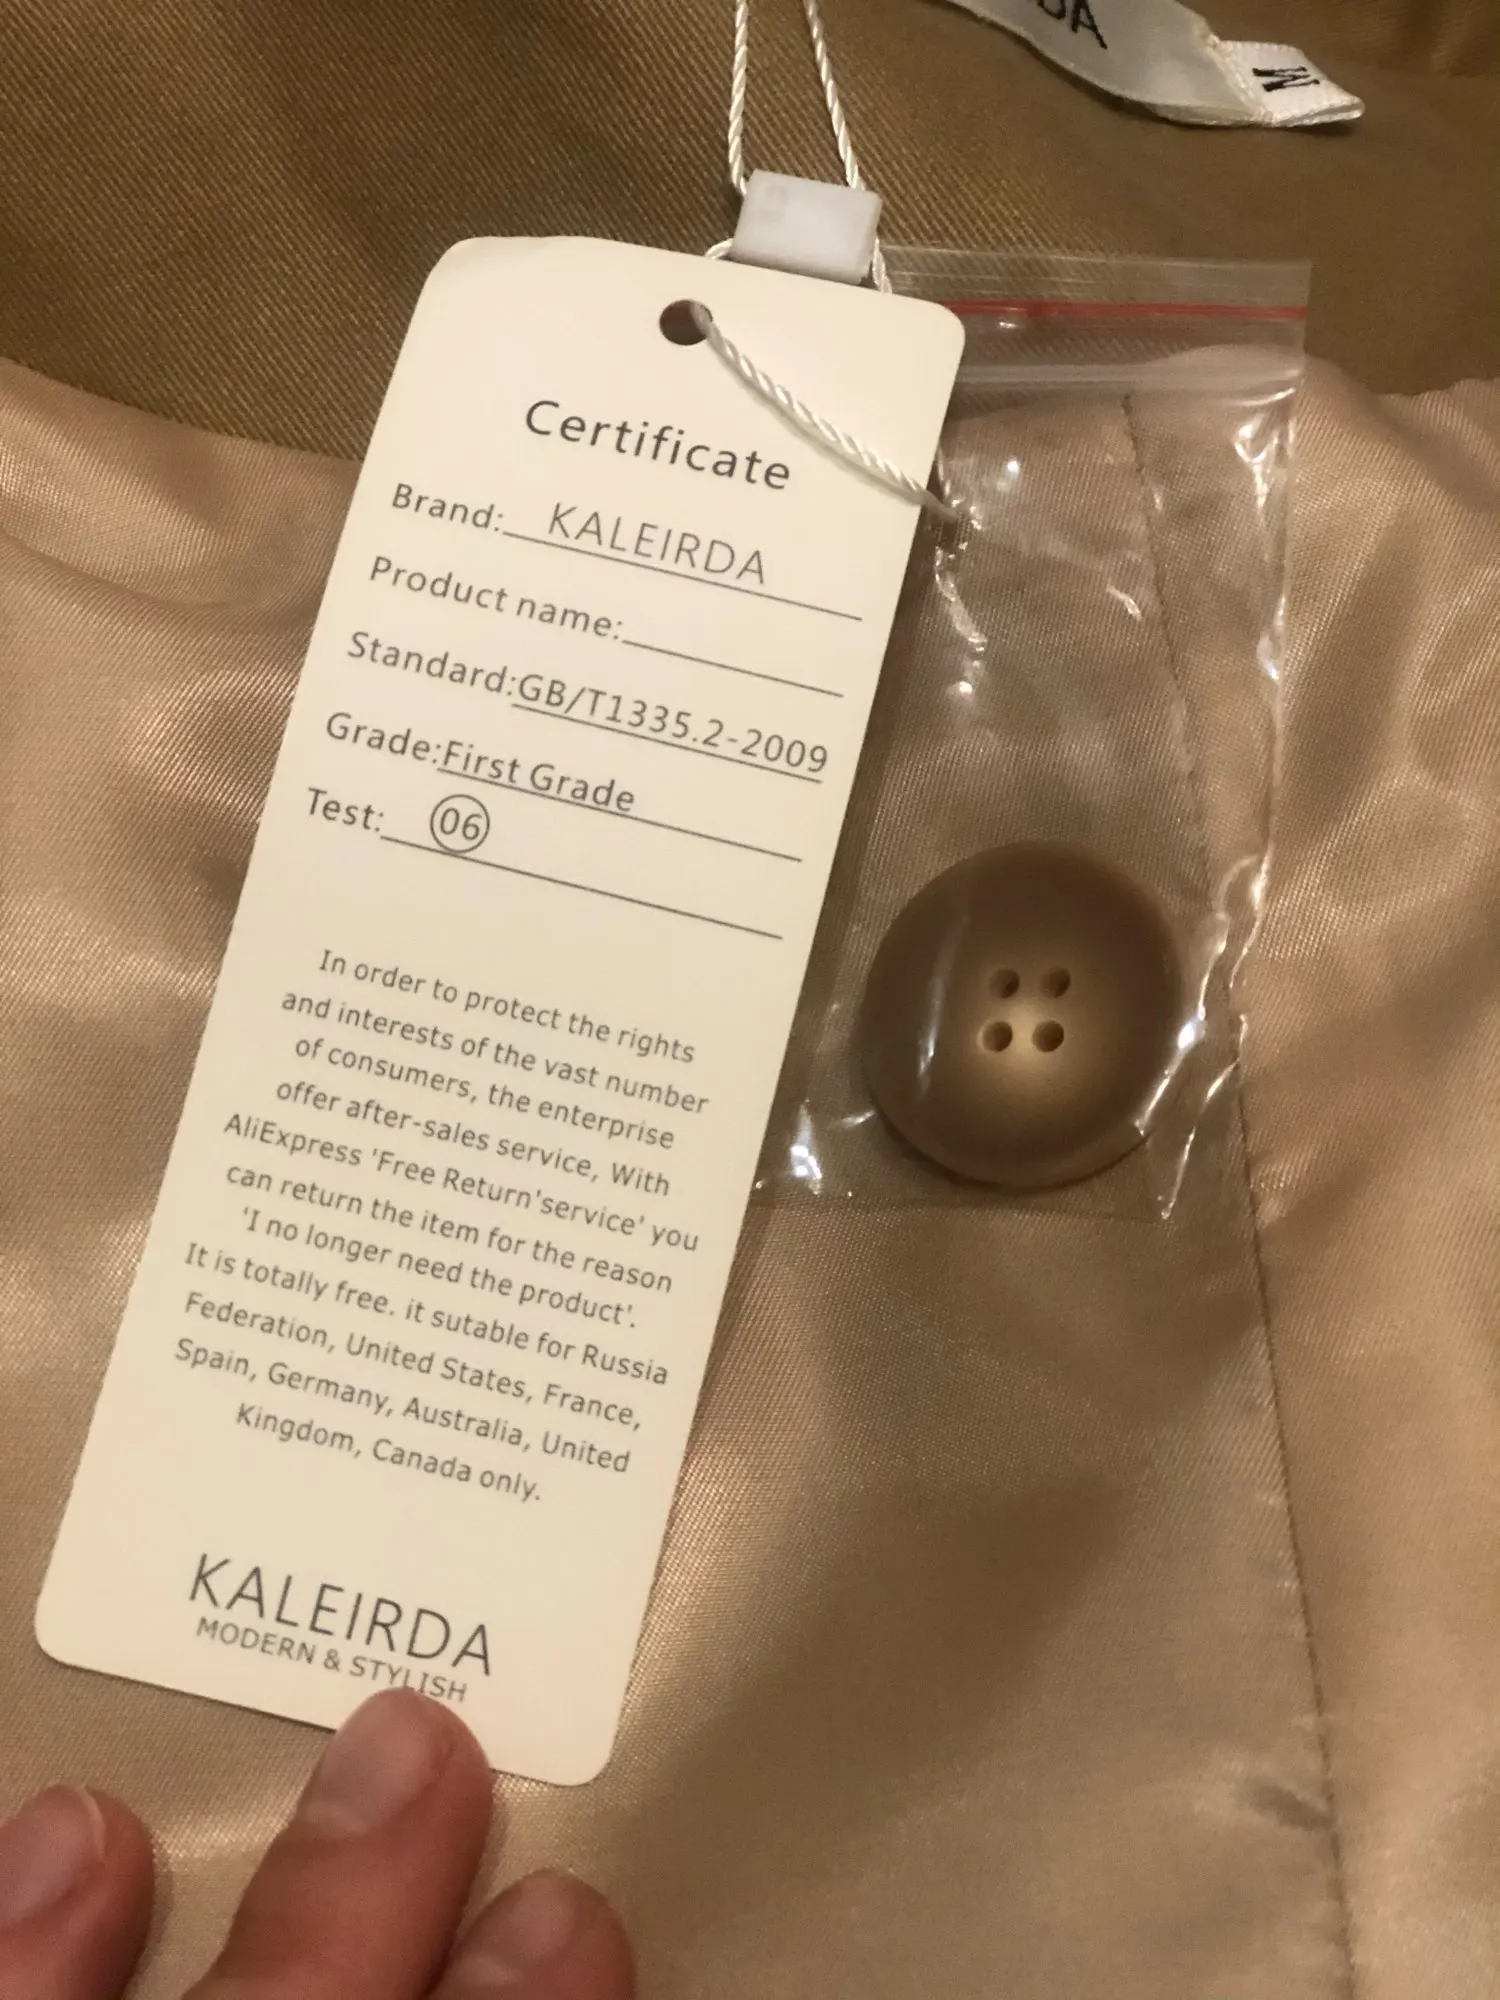 DA
M
Certificate
Brand: KALEIRDA
Product name:
Standard:GB/T1335.2-2009
Grade:First Grade
Test: 06
In order to protect the rights
and interests of the vast number
of consumers, the enterprise
offer after-sales service, With
AliExpress 'Free Return'service' you
can return the item for the reason
'I no longer need the product'.
It is totally free. it sutable for Russia
Federation, United States, France,
Spain, Germany, Australia, United
Kingdom, Canada only.
KALEIRDA
MODERN & STYLISH